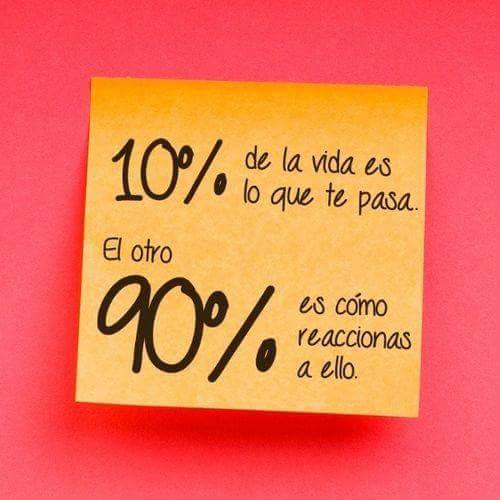 10% de la vida es
lo que te pasa.
El otro
90% es cómo
reaccionas
a ello.